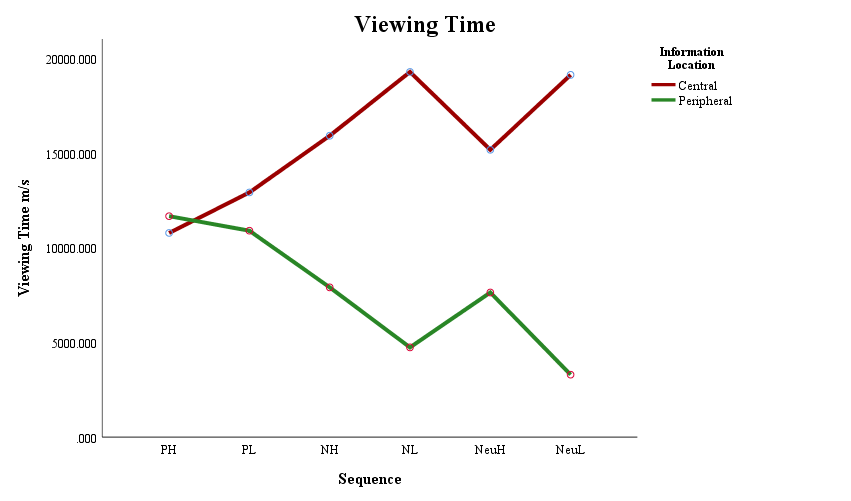 Viewing Time
Information
Location
Central
Peripheral
Viewing Time m/s
20000.000
15000.000
10000.000
5000.000
.000
PH PL NH NL NeuH NeuL
Sequence